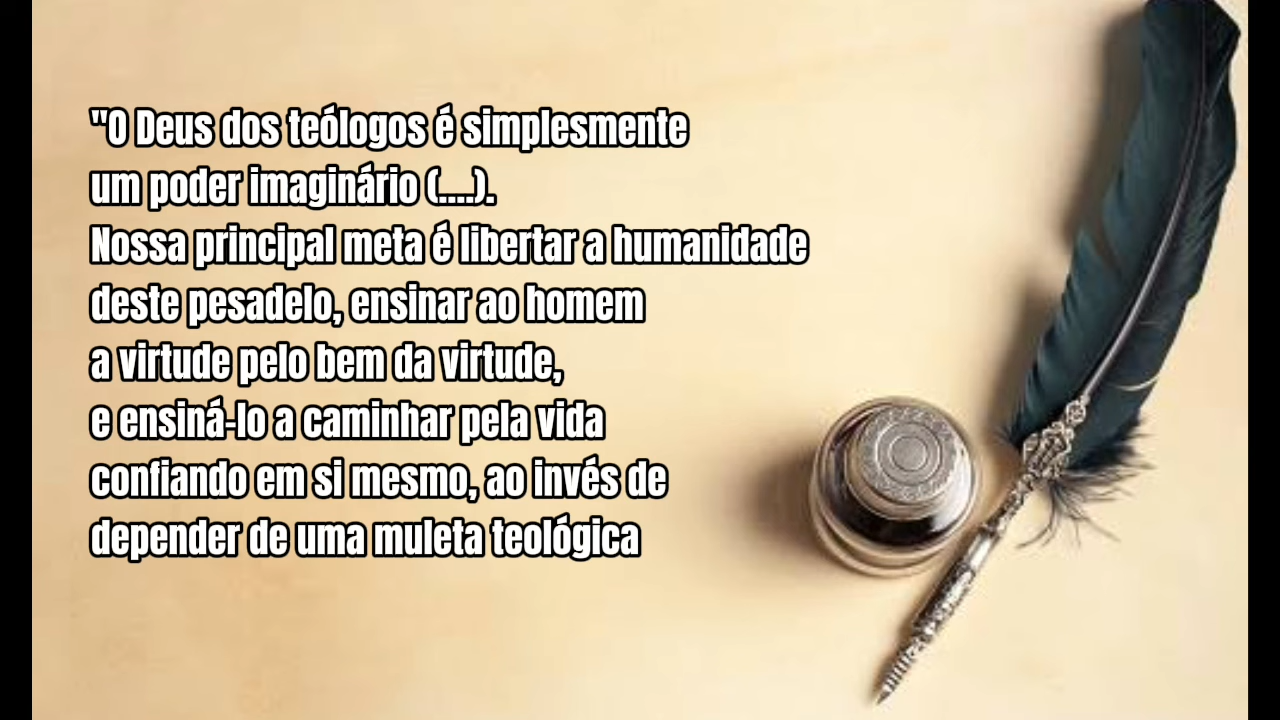 "O Deus dos teólogos é simplesmente
um poder imaginário (....).
Nossa principal meta é libertar a humanidade
deste pesadelo, ensinar ao homem
a virtude pelo bem da virtude,
e ensiná-lo a caminhar pela vida
confiando em si mesmo, ao invés de
depender de uma muleta teológica